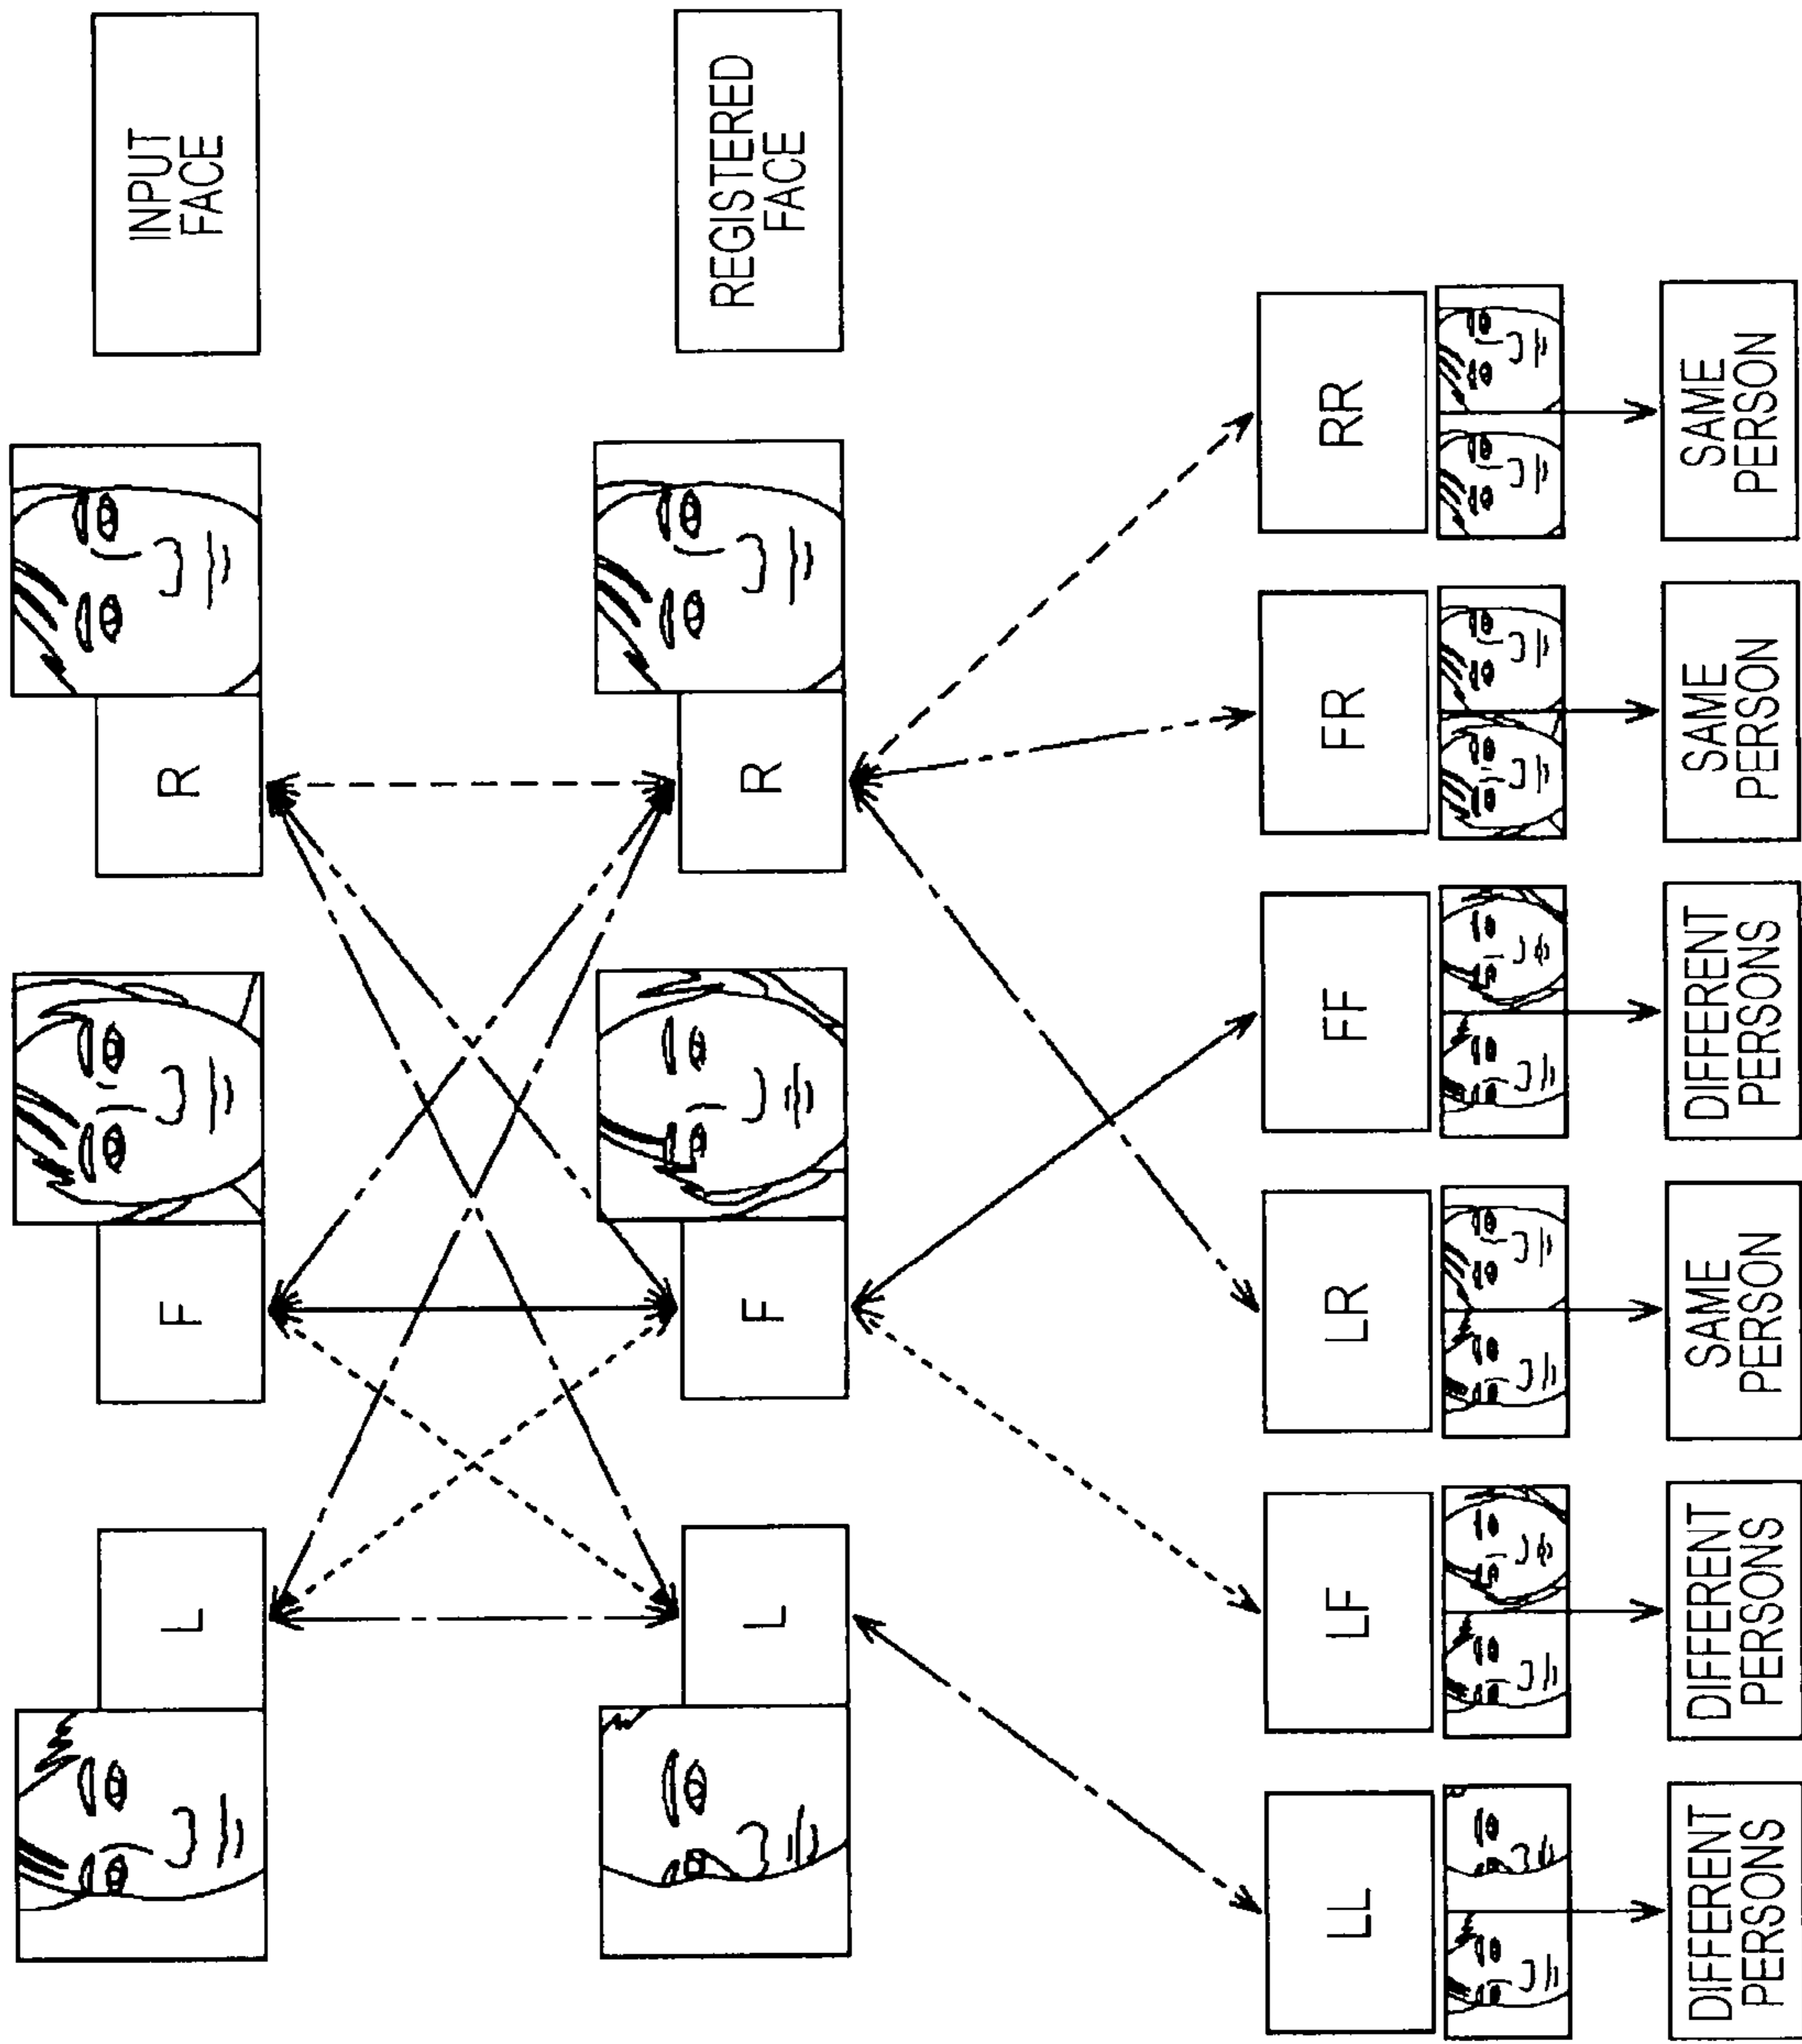 L
F
R
INPUT
FACE
L
F
R
REGISTERED
FACE
LL
LF
LR
FF
FR
RR
DIFFERENT
PERSONS
DIFFERENT
PERSONS
SAME
PERSON
DIFFERENT
PERSONS
SAME
PERSON
SAME
PERSON